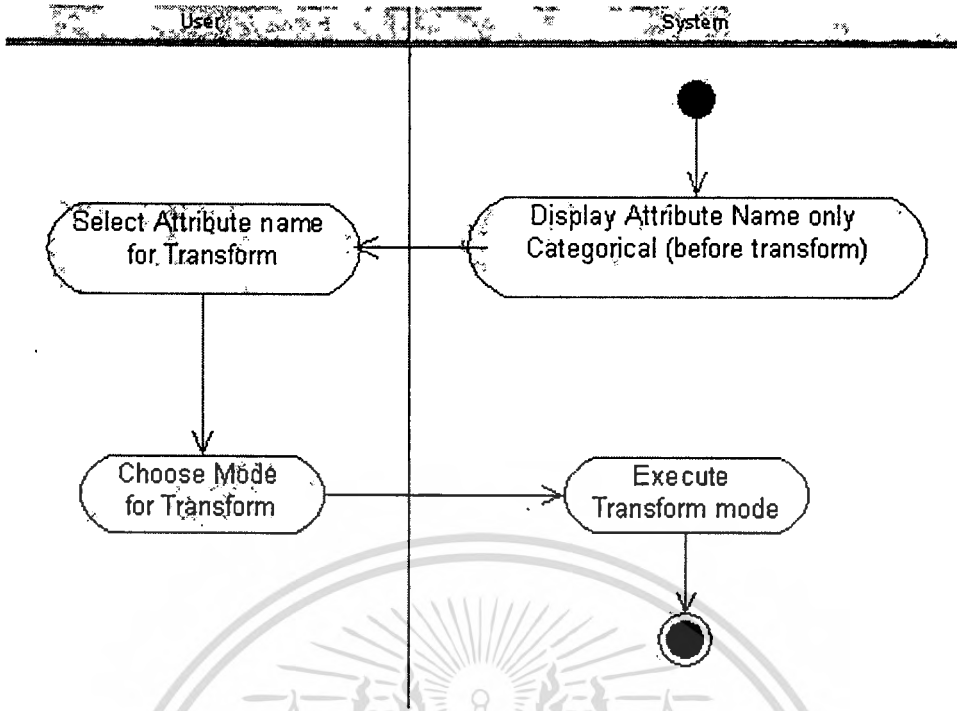 User
System
Display Attribute Name only
Categorical (before transform)
Select Attribute name
for Transform
Choose Mode
for Transform
Execute
Transform mode